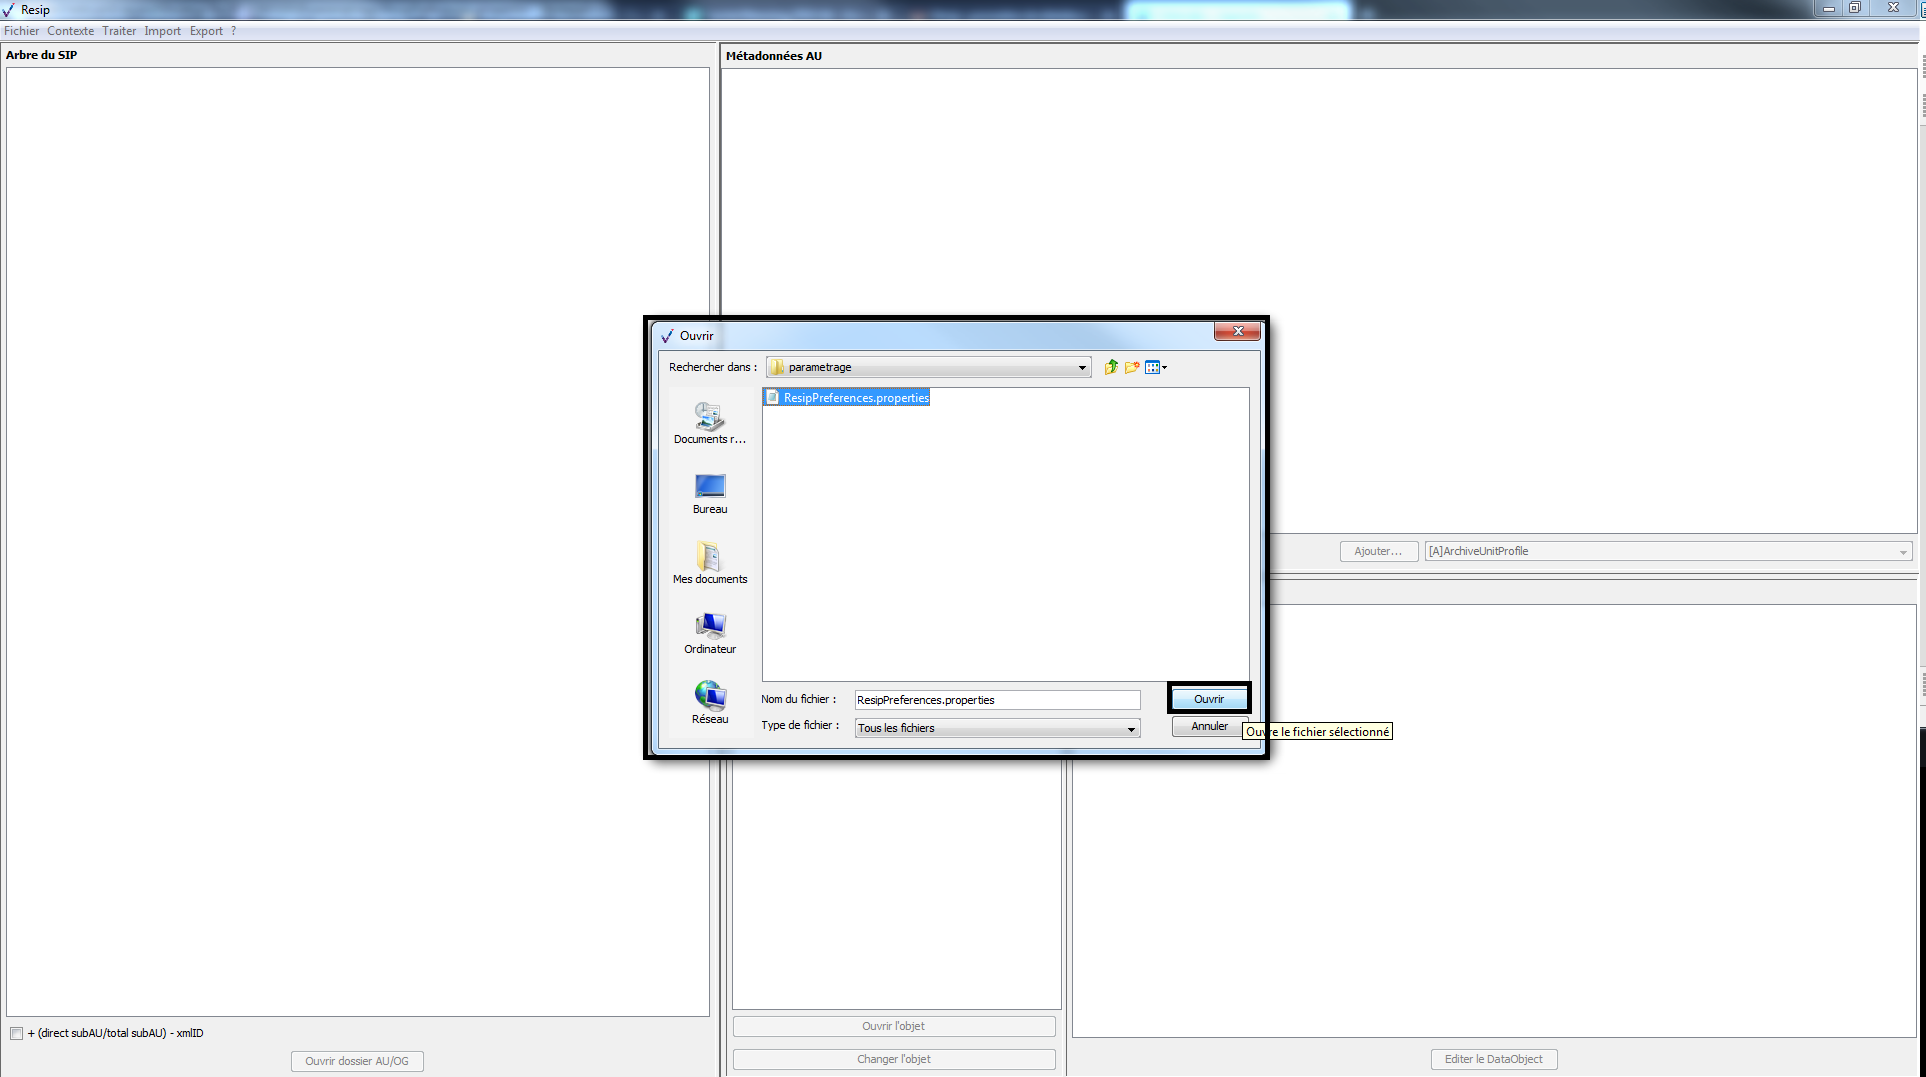 Resip
Fichier Contexte Traiter Import Export ?
Arbre du SIP
Métadonnées AU
Ouvrir
Rechercher dans : parametrage
ResipPreferences.properties
Documents r...
Bureau
Mes documents
Ordinateur
Réseau
Nom du fichier : ResipPreferences.properties
Ouvrir
Type de fichier : Tous les fichiers
Annuler
Ouvre le fichier sélectionné
Ajouter... [A]ArchiveUnitProfile
+ (direct subAU/total subAU) - xmlID
Ouvrir dossier AU/OG
Ouvrir l'objet
Changer l'objet
Editer le DataObject